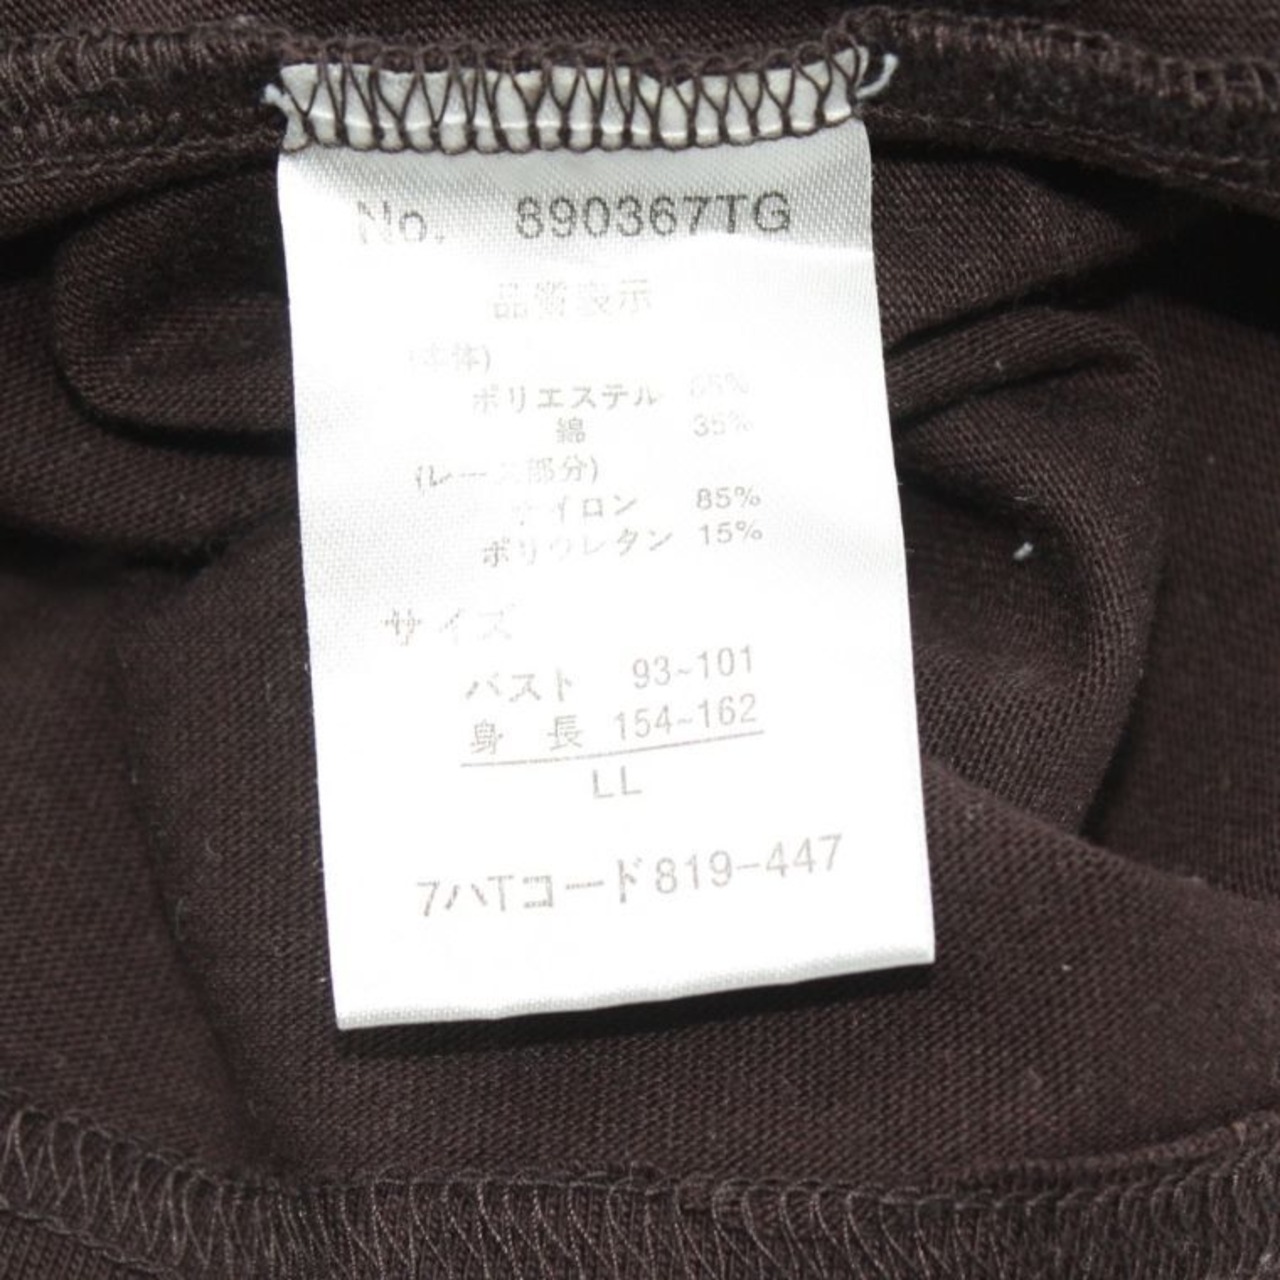 No. 890367TG
品質表示
(本体)
ポリエステル 65%
綿 35%
(レース部分)
ナイロン 85%
ポリウレタン 15%
サイズ
バスト 93~101
身 長 154~162
LL
7ハTコード819-447